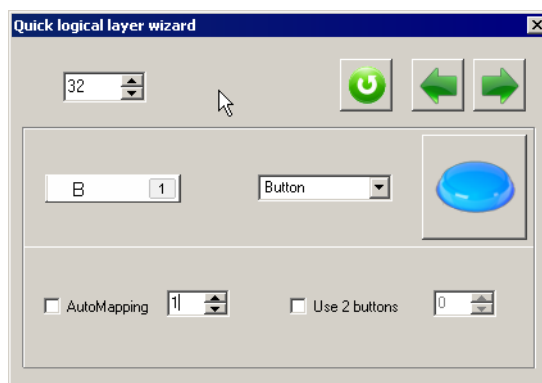 Quick logical layer wizard
32
B 1
Button
AutoMapping 1
Use 2 buttons 0